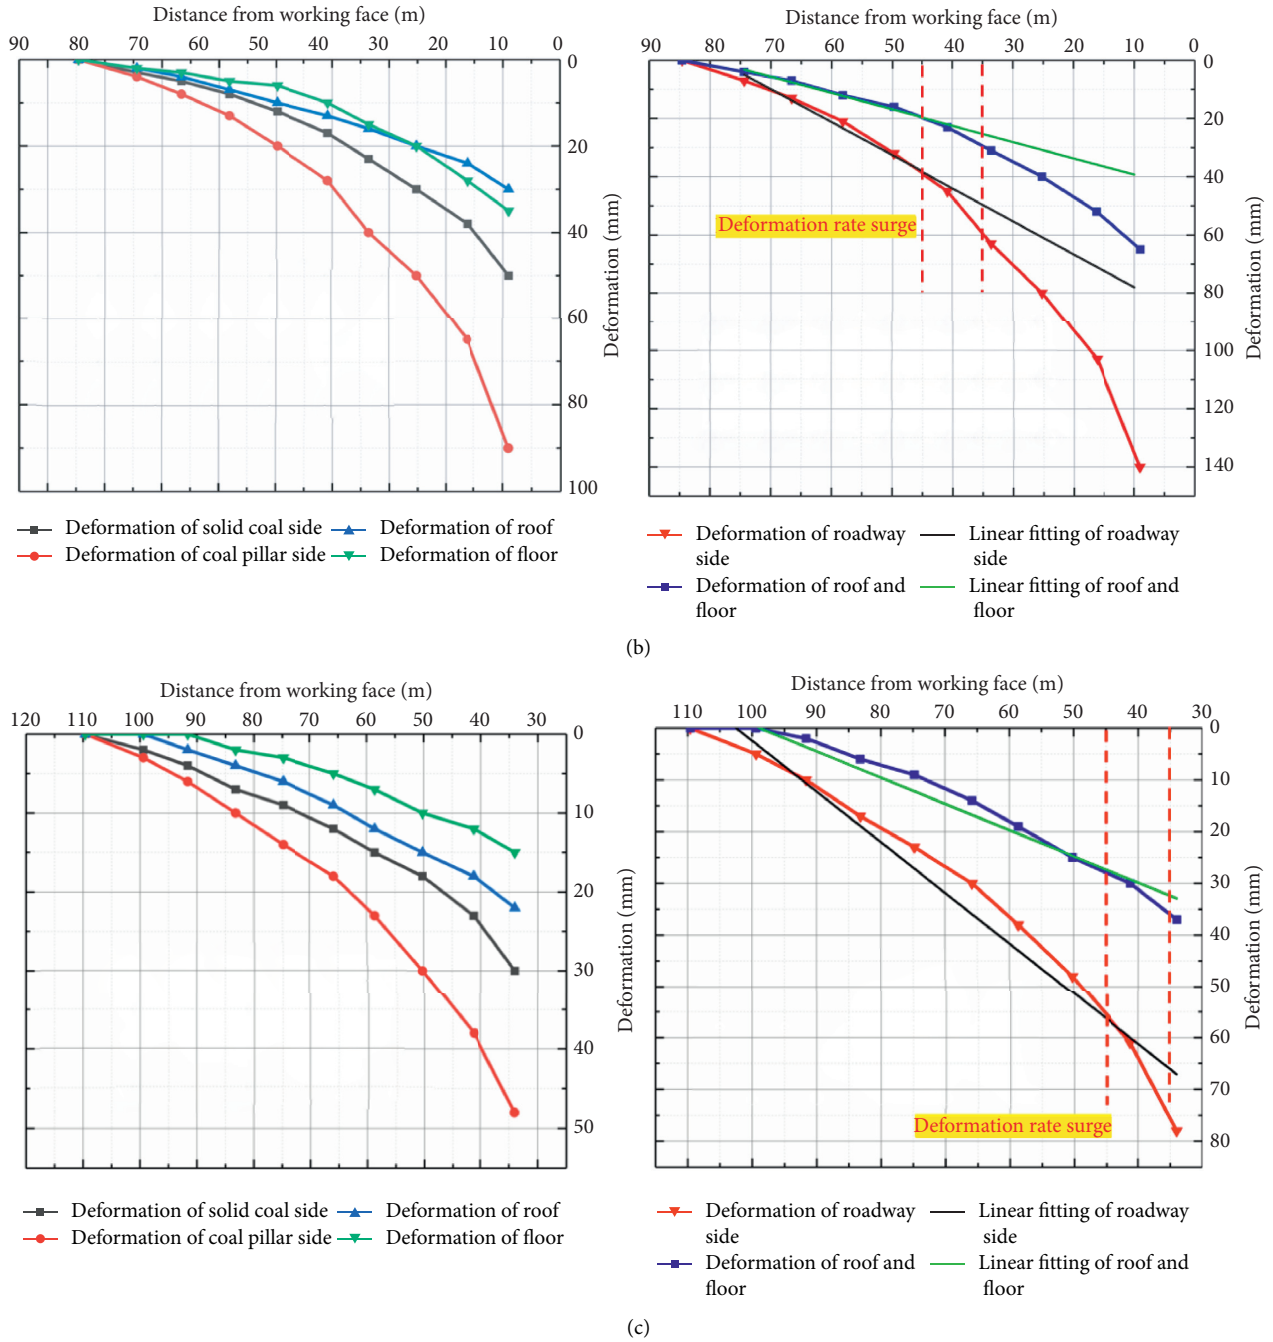 Distance from working face (m)
90 80 70 60 50 40 30 20 10 0
0
20
40
60
80
100
Deformation (mm)
Deformation of solid coal side
Deformation of roof
Deformation of coal pillar side
Deformation of floor
Distance from working face (m)
90 80 70 60 50 40 30 20 10 0
0
20
40
60
80
100
120
140
Deformation (mm)
Deformation rate surge
Deformation of roadway
side
Linear fitting of roadway
side
Deformation of roof and
floor
Linear fitting of roof and
floor
(b)
Distance from working face (m)
120 110 100 90 80 70 60 50 40 30
0
10
20
30
40
50
Deformation (mm)
Deformation of solid coal side
Deformation of roof
Deformation of coal pillar side
Deformation of floor
Distance from working face (m)
110 100 90 80 70 60 50 40 30
0
10
20
30
40
50
60
70
80
Deformation (mm)
Deformation rate surge
Deformation of roadway
side
Linear fitting of roadway
side
Deformation of roof and
floor
Linear fitting of roof and
floor
(c)